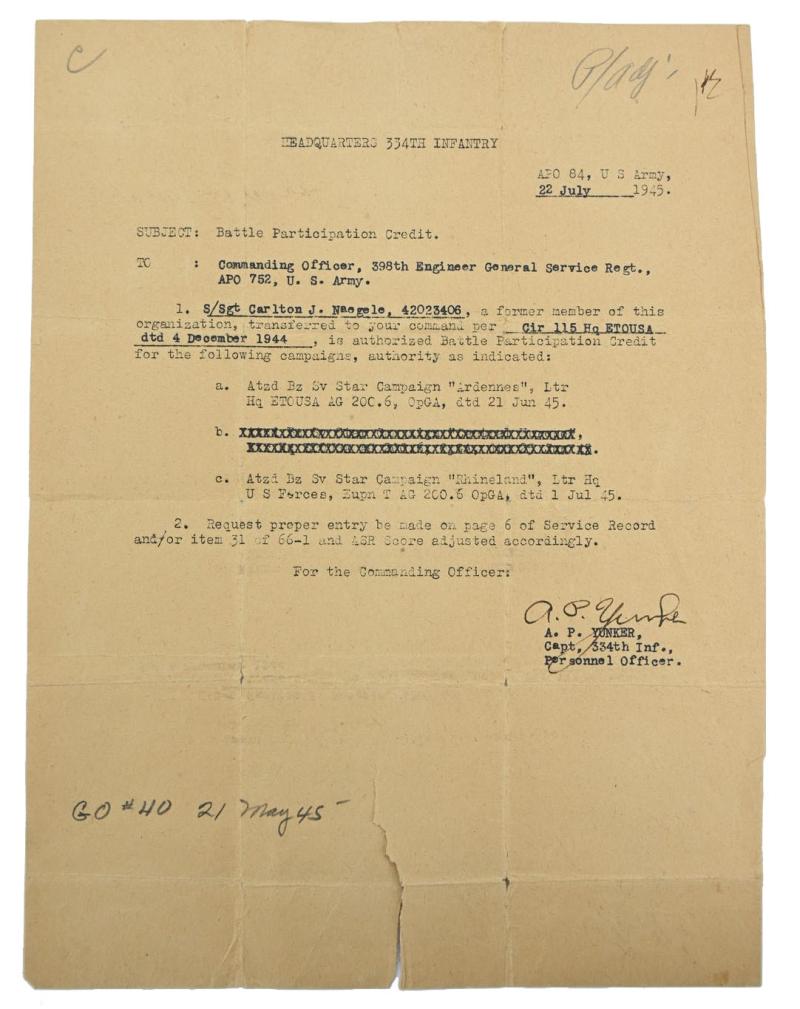 C
P/adj'
HEADQUARTERS 334TH INFANTRY
APO 84, U S Army,
22 July 1945.
SUBJECT: Battle Participation Credit.
TO : Commanding Officer, 398th Engineer General Service Regt.,
APO 752, U. S. Army.
1. S/Sgt Carlton J. Naegele, 42023406, a former member of this
organization, transferred to your command per Cir 115 Hq ETOUSA
dtd 4 December 1944, is authorized Battle Participation Credit
for the following campaigns, authority as indicated:
a. Atzd Bz Sv Star Campaign "Ardennes", Ltr
Hq ETOUSA AG 200.6, OpGA, dtd 21 Jun 45.
b.
c. Atzd Bz Sv Star Campaign "Rhineland", Ltr Hq
U S Forces, Eupn T AG 200.6 OpGA, dtd 1 Jul 45.
2. Request proper entry be made on page 6 of Service Record
and/or item 31 of 66-1 and ASR Score adjusted accordingly.
For the Commanding Officer:
A. P. Yunker
A. P. YUNKER,
Capt, 334th Inf.,
Personnel Officer.
GO #40 21 May 45